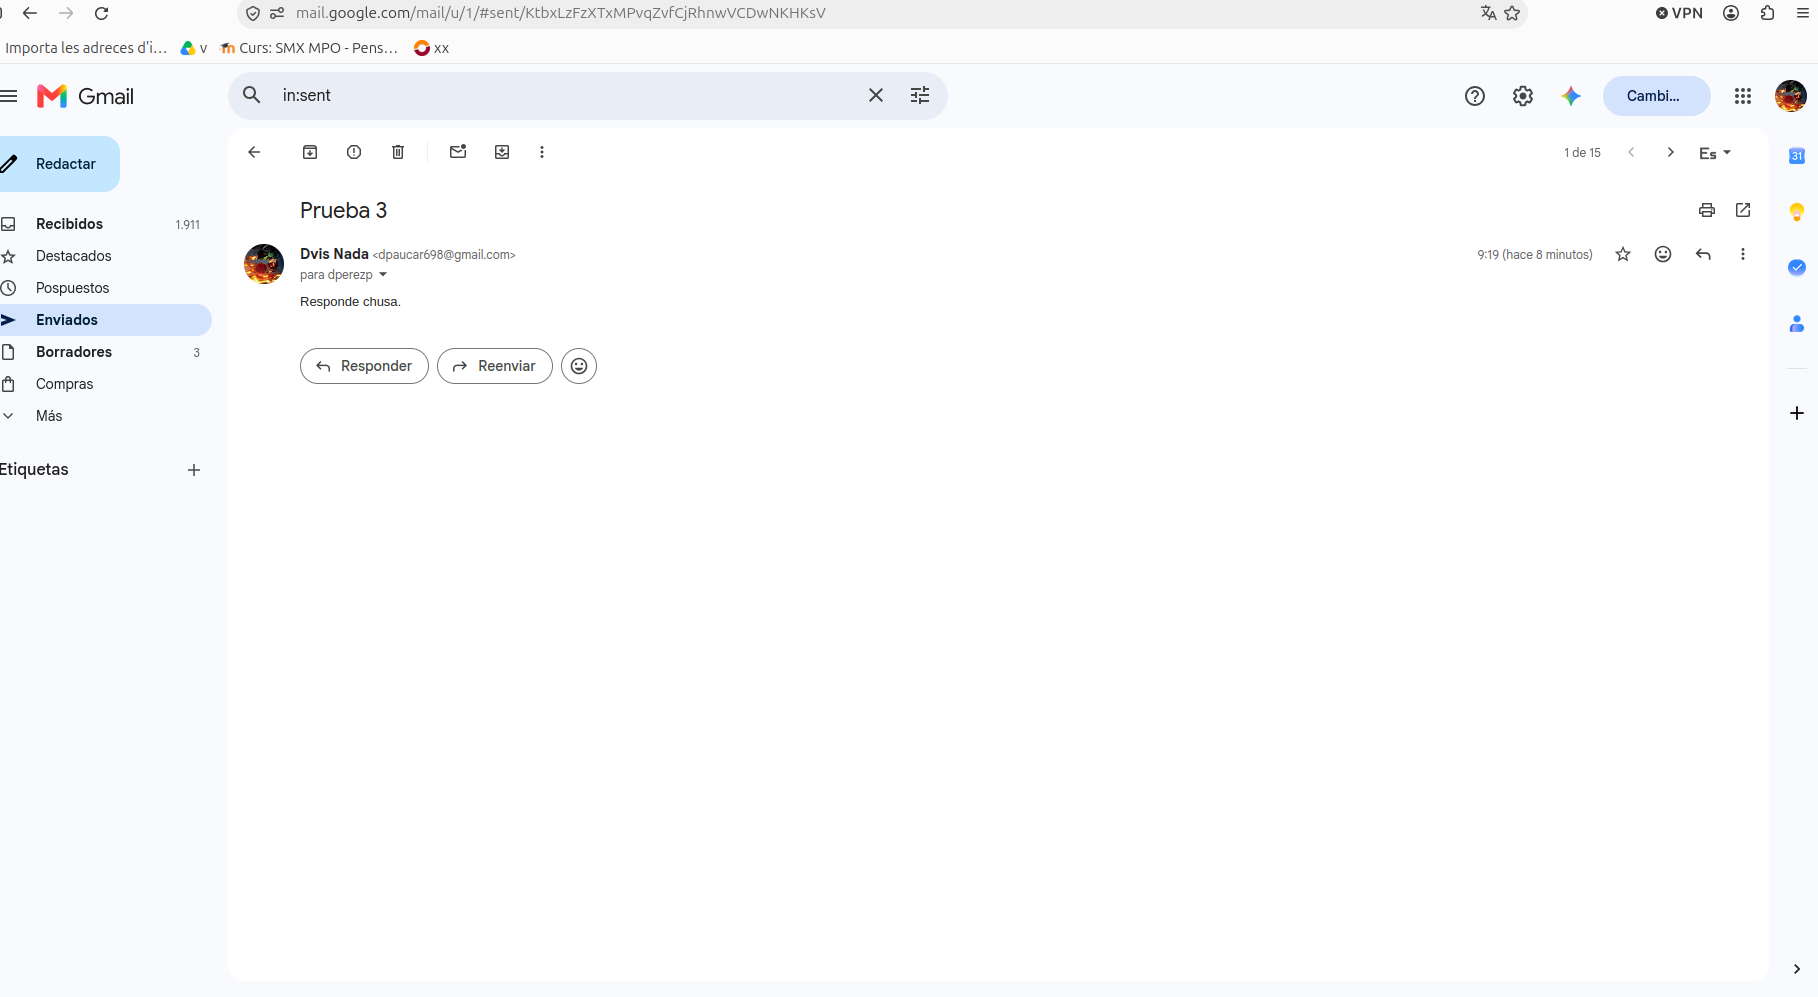 mail.google.com/mail/u/1/#sent/KtbxLzFzXTxMPvqZvfCjRhnwVCDwNKHKsV
VPN
Importa les adreces d'i...
v
Curs: SMX MPO - Pens...
xx
Gmail
in:sent
Cambi...
Redactar
1 de 15
Es
31
Recibidos 1.911
Destacados
Pospuestos
Enviados
Borradores 3
Compras
Más
Etiquetas
Prueba 3
Dvis Nada <dpaucar698@gmail.com>
9:19 (hace 8 minutos)
para dperezp
Responde chusa.
Responder
Reenviar